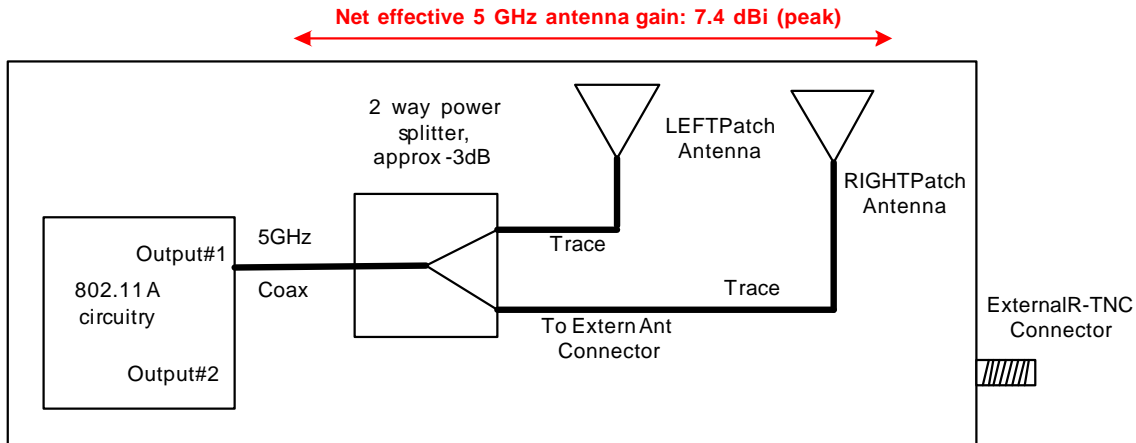 Net effective 5 GHz antenna gain: 7.4 dBi (peak)
2 way power
splitter,
approx -3dB
LEFTPatch
Antenna
RIGHTPatch
Antenna
5GHz
Output#1
Trace
Coax
Trace
802.11A
circuitry
To Extern Ant
Connector
ExternalR-TNC
Connector
Output#2